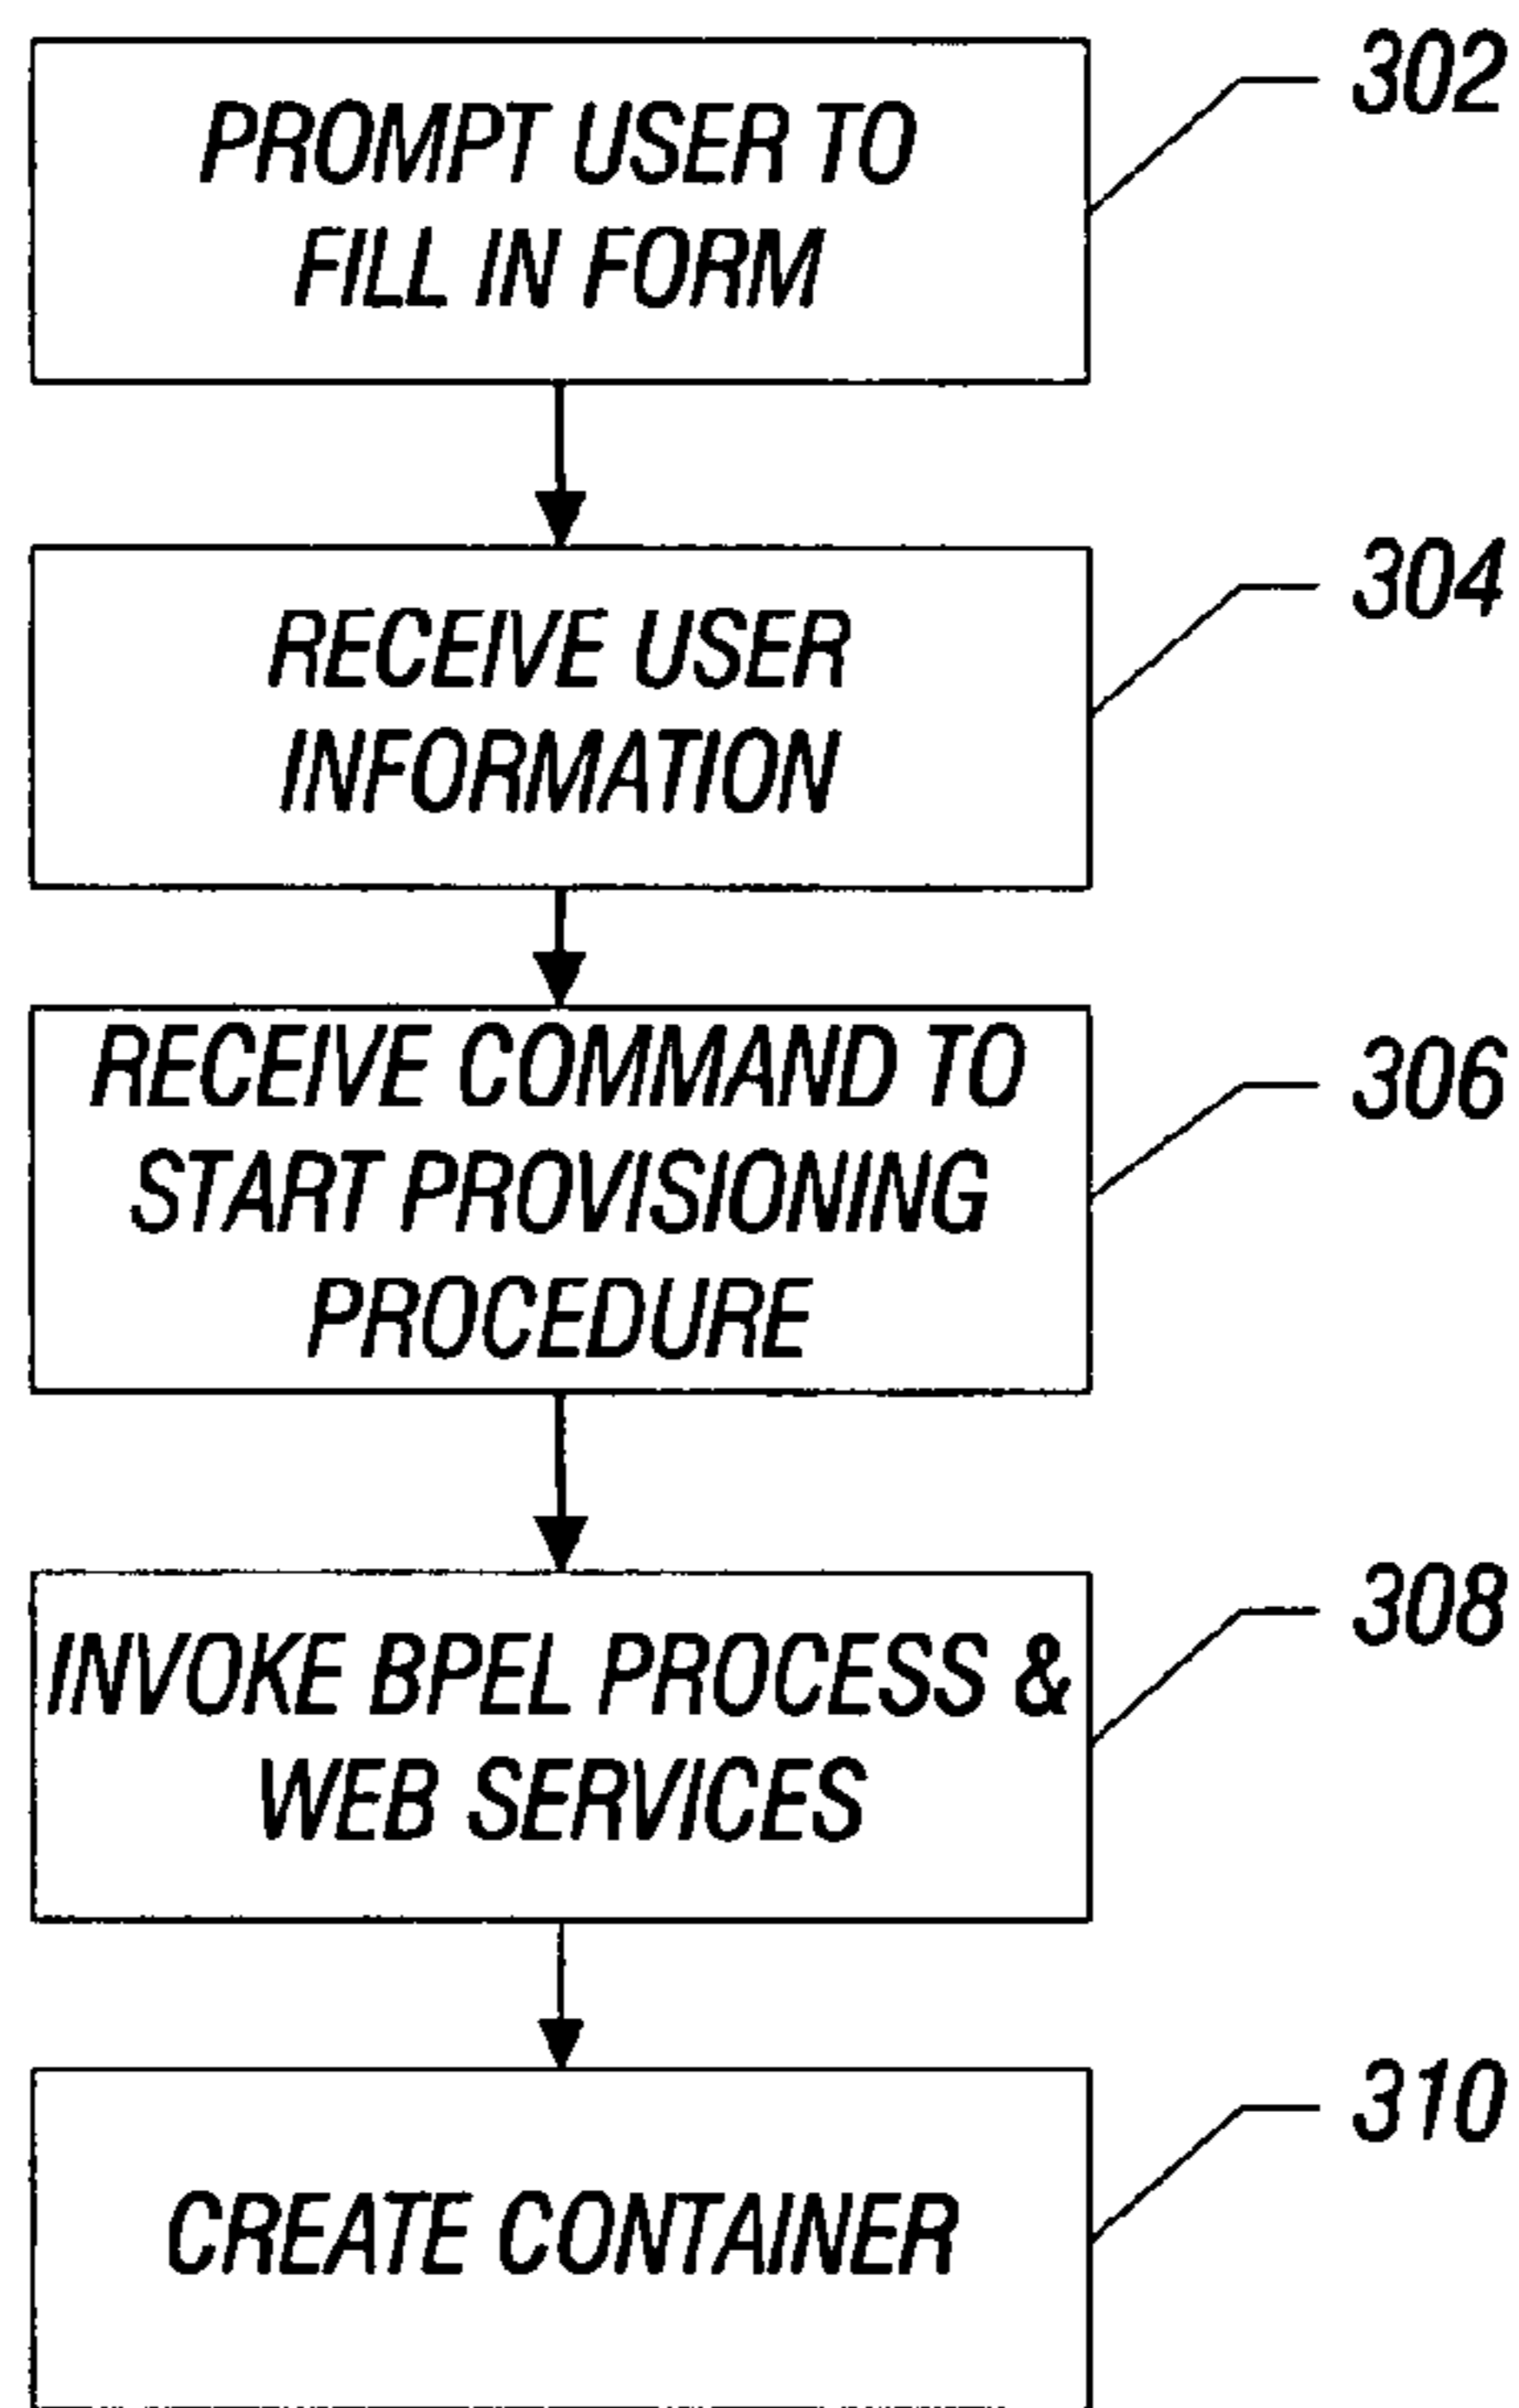 PROMPT USER TO
FILL IN FORM
302
RECEIVE USER
INFORMATION
304
RECEIVE COMMAND TO
START PROVISIONING
PROCEDURE
306
INVOKE BPEL PROCESS &
WEB SERVICES
308
CREATE CONTAINER
310